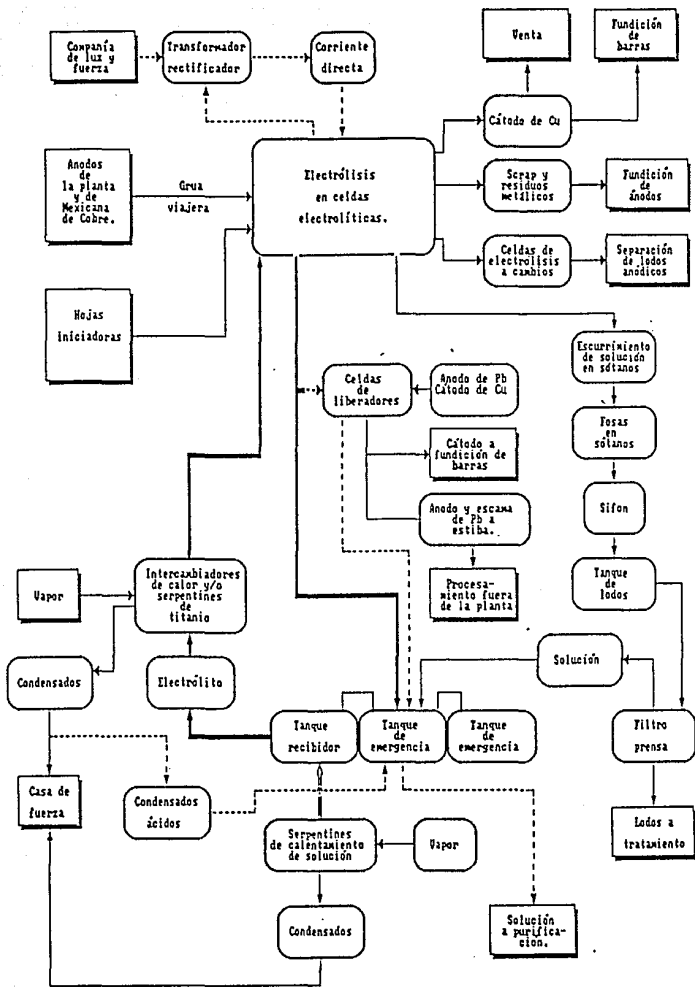 Compañía
de luz y
fuerza
Transformador
rectificador
Corriente
directa
Venta
Fundición
de
barras
Cátodo de Cu
Anodos
de
la planta
y de
Mexicana
de Cobre.
Grua
viajera
Electrólisis
en celdas
electrolíticas.
Scrap y
residuos
metálicos
Fundición
de
ánodos
Celdas de
electrólisis
a cambios
Separación
de lodos
anódicos
Hojas
iniciadoras
Escurrimiento
de solución
en sótanos
Celdas
de
liberadores
Anodo de Pb
Cátodo de Cu
Fosas
en
sótanos
Cátodo a
fundición de
barras
Sifon
Anodo y escama
de Pb a
estiba.
Vapor
Intercambiadores
de calor y/o
serpentines
de
titanio
Procesa-
miento fuera
de la planta
Tanque
de
lodos
Condensados
Electrólito
Solución
Tanque
recibidor
Tanque
de
emergencia
Tanque
de
emergencia
Filtro
prensa
Casa de
fuerza
Condensados
ácidos
Serpentines
de calentamiento
de solución
Vapor
Lodos a
tratamiento
Condensados
Solución
a purifica-
cion.